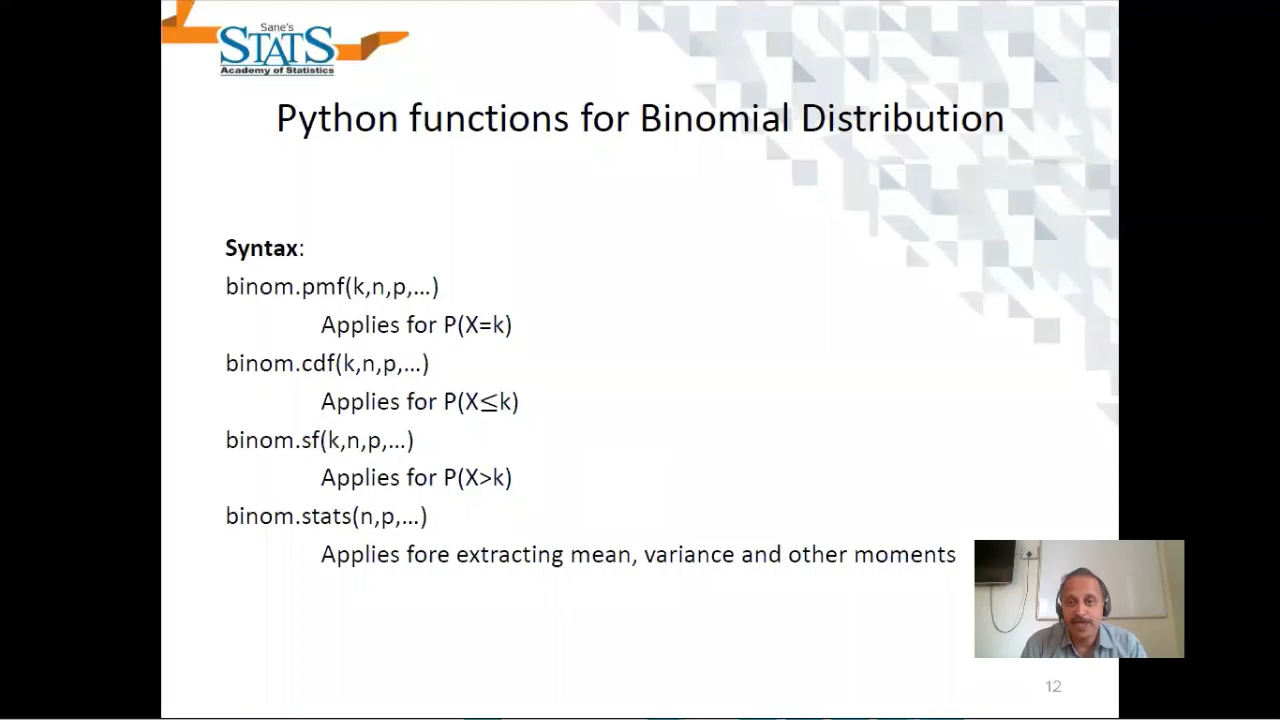 Sane's
STATS
Academy of Statistics
Python functions for Binomial Distribution
Syntax:
binom.pmf(k,n,p,…)
Applies for P(X=k)
binom.cdf(k,n,p,…)
Applies for P(X≤k)
binom.sf(k,n,p,…)
Applies for P(X>k)
binom.stats(n,p,…)
Applies fore extracting mean, variance and other moments
12